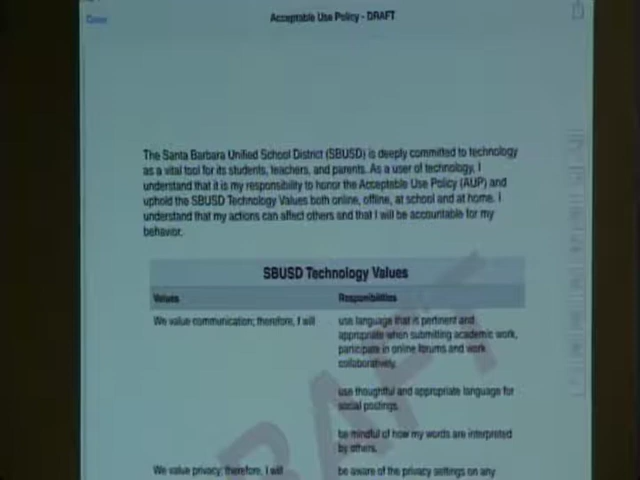 Close
Acceptable Use Policy - DRAFT
The Santa Barbara Unified School District (SBUSD) is deeply committed to technology
as a vital tool for its students, teachers, and parents. As a user of technology, I
understand that it is my responsibility to honor the Acceptable Use Policy (AUP) and
uphold the SBUSD Technology Values both online, offline, at school and at home. I
understand that my actions can affect others and that I will be accountable for my
behavior.
SBUSD Technology Values
Values Responsibilities
We value communication; therefore, I will use language that is pertinent and
appropriate when submitting academic work,
participate in online forums and work
collaboratively.
use thoughtful and appropriate language for
social postings.
be mindful of how my words are interpreted
by others.
We value privacy; therefore, I will be aware of the privacy settings on any
DRAFT